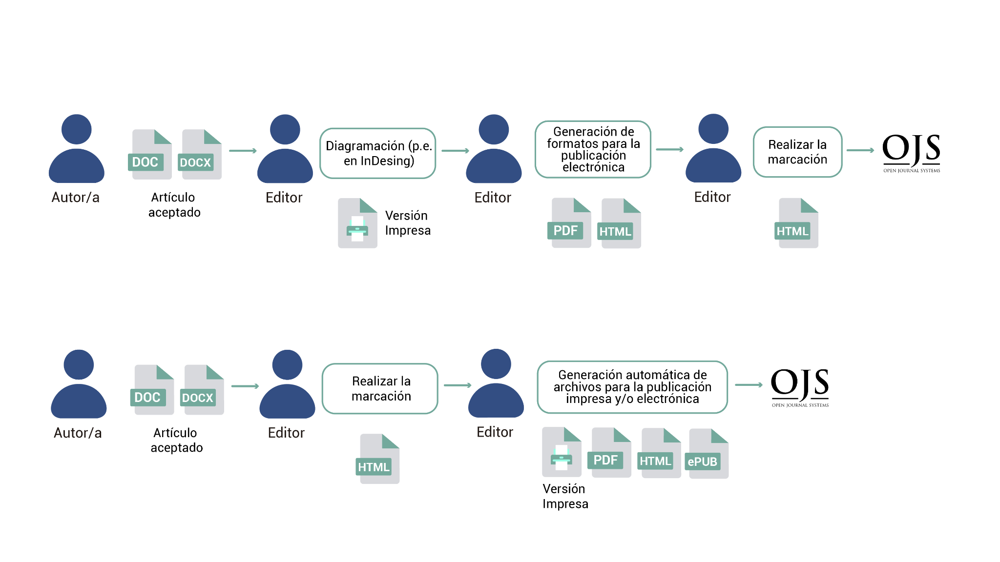 Autor/a
DOC
DOCX
Artículo
aceptado
Editor
Diagramación (p.e.
en InDesing)
Versión
Impresa
Editor
Generación de
formatos para la
publicación
electrónica
PDF
HTML
Editor
Realizar la
marcación
HTML
OJS
OPEN JOURNAL SYSTEMS
Autor/a
DOC
DOCX
Artículo
aceptado
Editor
Realizar la
marcación
HTML
Editor
Generación automática de
archivos para la publicación
impresa y/o electrónica
Versión
Impresa
PDF
HTML
ePUB
OJS
OPEN JOURNAL SYSTEMS